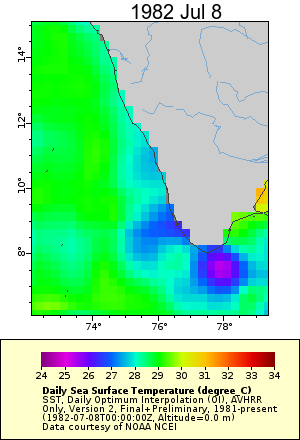 1982 Jul 8
14°
12°
10°
8°
74°
76°
78°
24 25 27 28 29 30 31 32 33 34
Daily Sea Surface Temperature (degree_C)
SST, Daily Optimum Interpolation (OI), AVHRR
Only, Version 2, Final+Preliminary, 1981-present
(1982-07-08T00:00:00Z, Altitude=0.0 m)
Data courtesy of NOAA NCEI